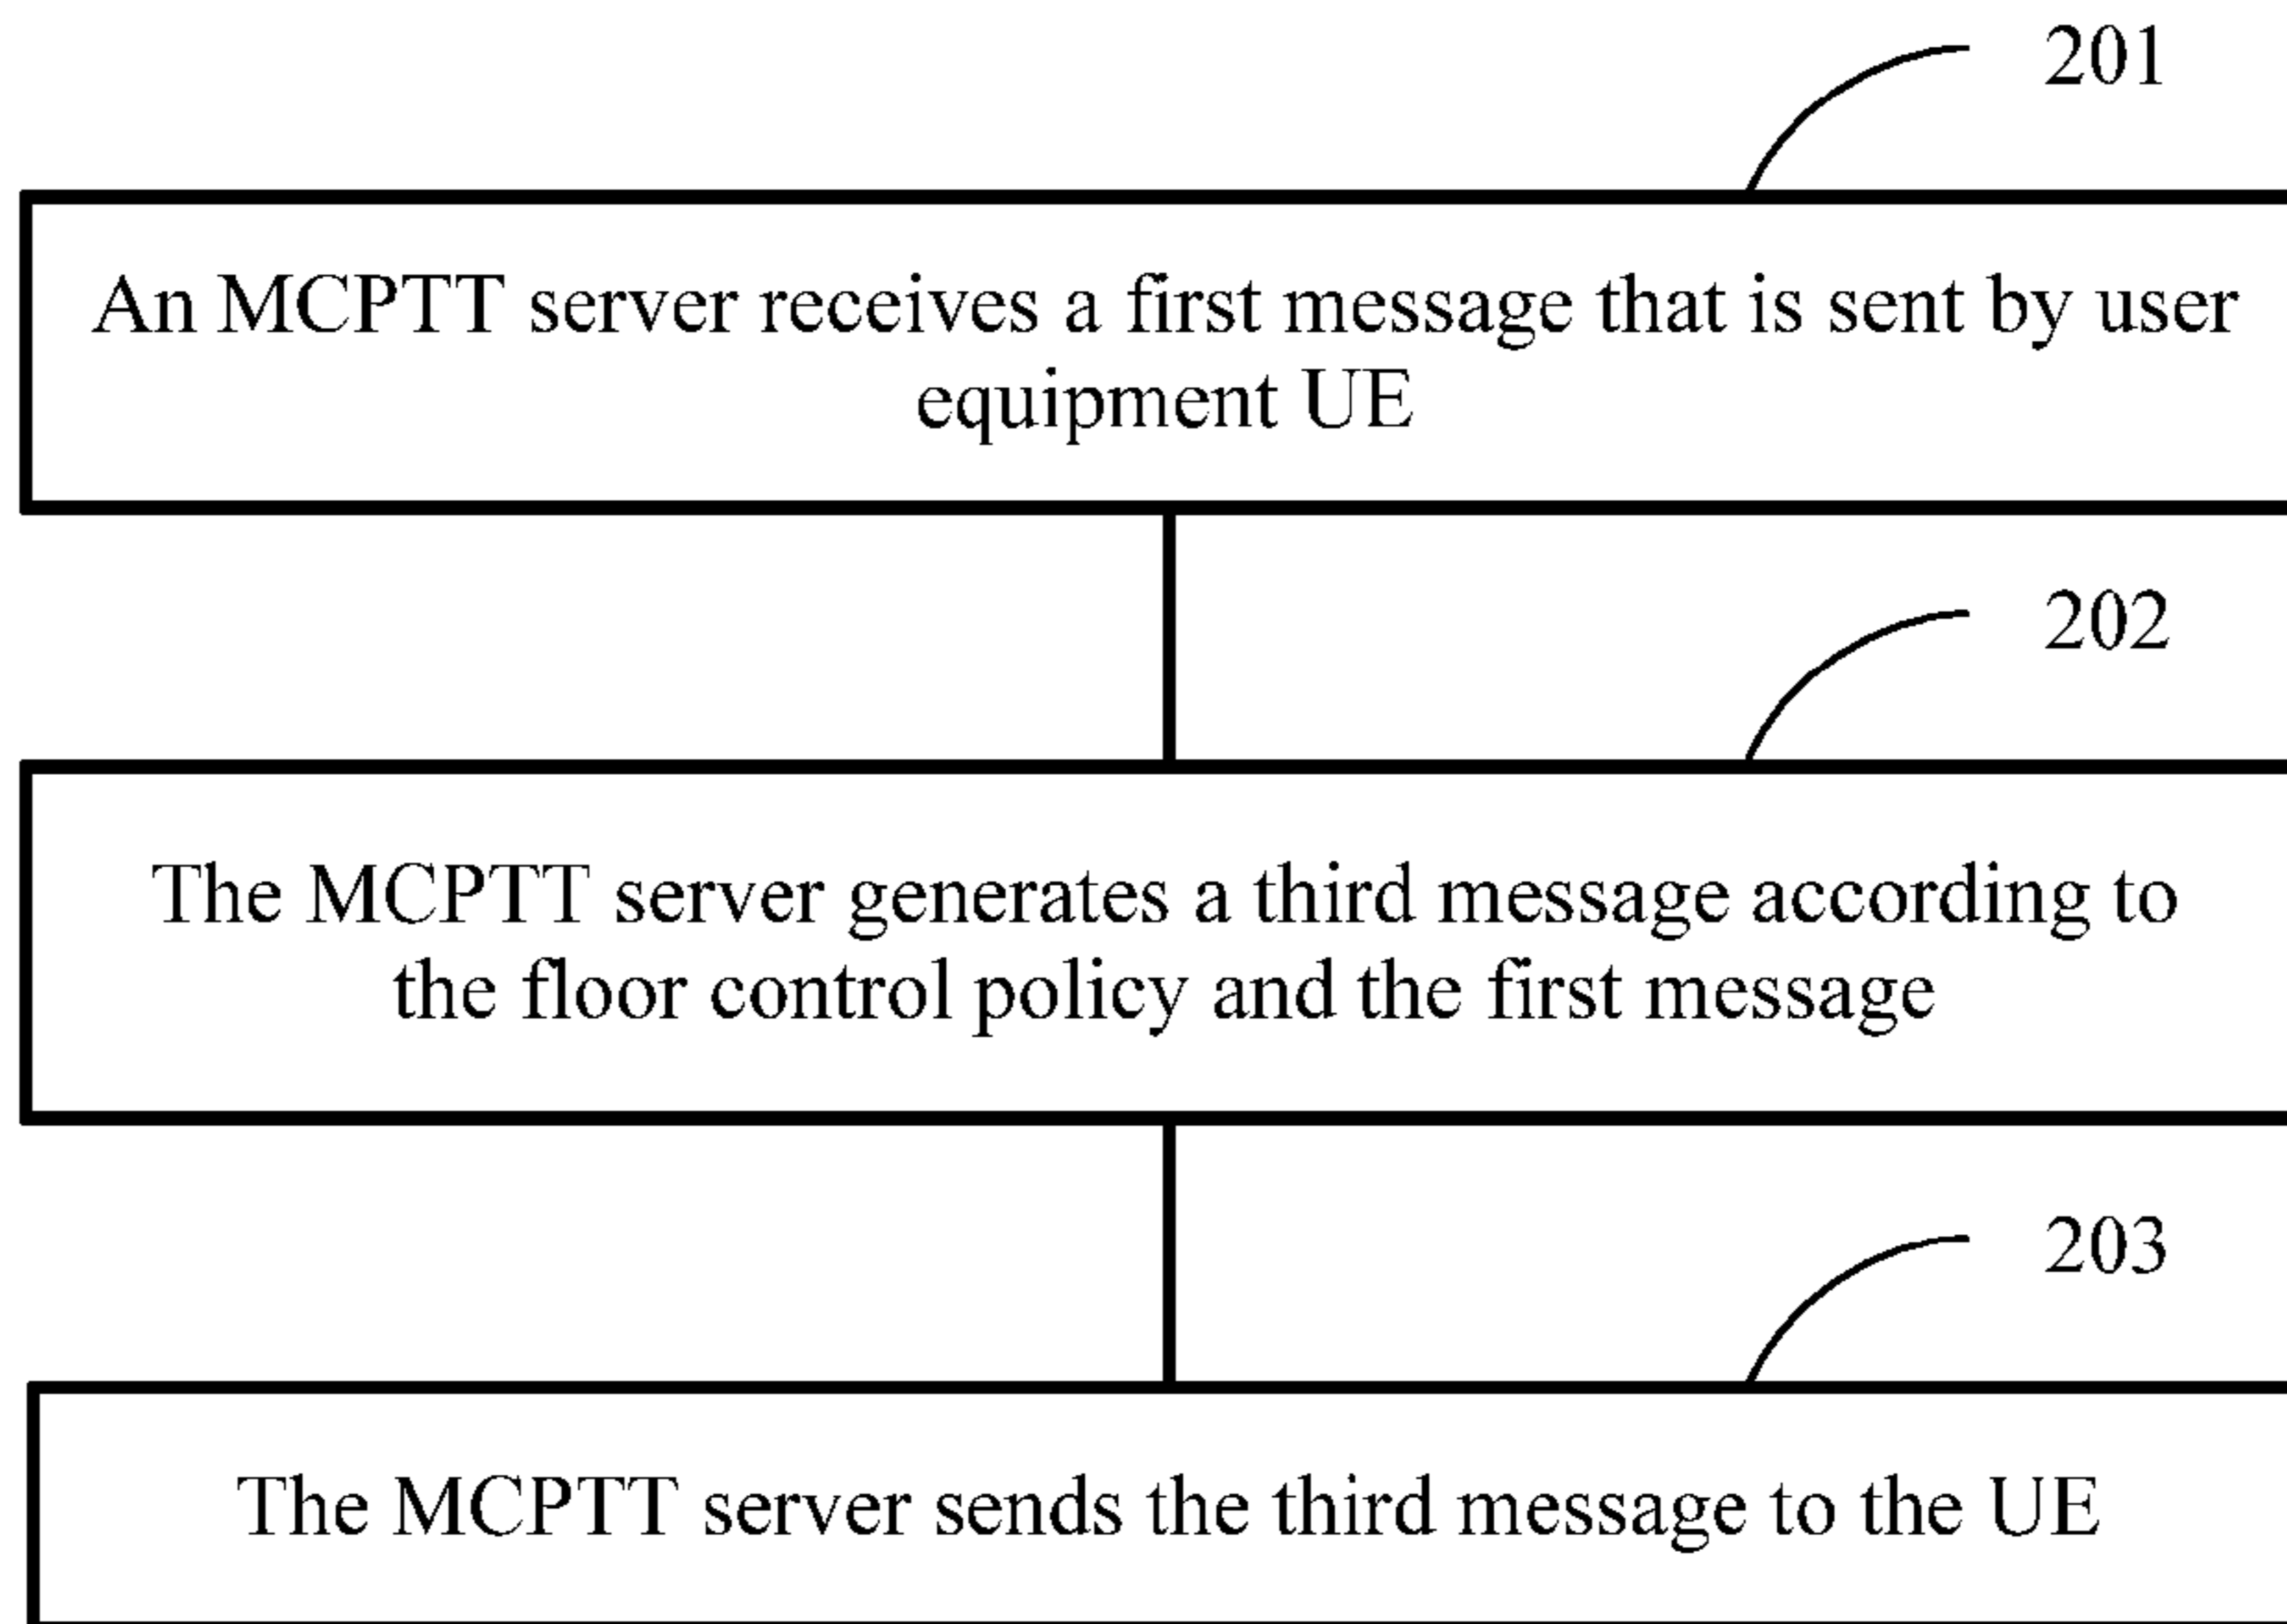 201
An MCPTT server receives a first message that is sent by user
equipment UE
202
The MCPTT server generates a third message according to
the floor control policy and the first message
203
The MCPTT server sends the third message to the UE